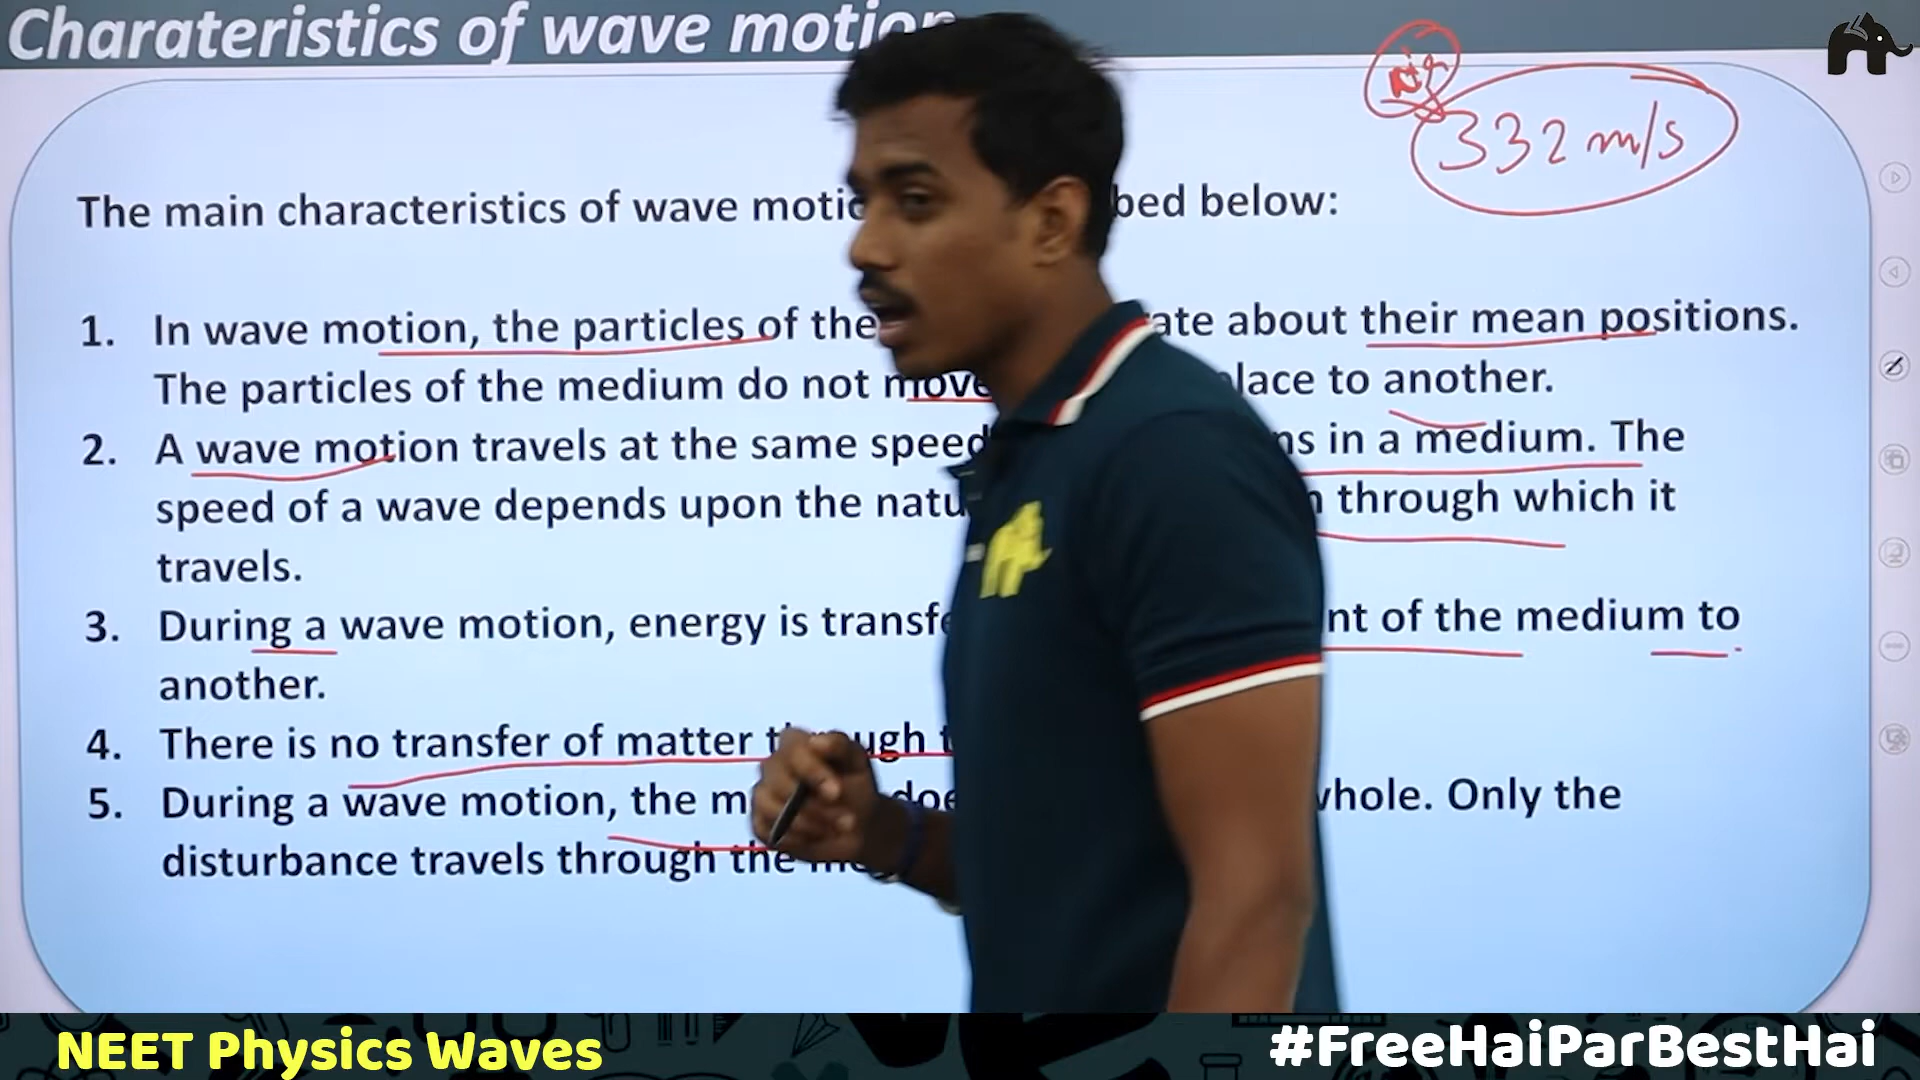 Charateristics of wave motion
332 m/s
The main characteristics of wave motio bed below:
1. In wave motion, the particles of the ate about their mean positions.
The particles of the medium do not move lace to another.
2. A wave motion travels at the same speed ns in a medium. The
speed of a wave depends upon the natu through which it
travels.
3. During a wave motion, energy is transfe nt of the medium to
another.
4. There is no transfer of matter through t
5. During a wave motion, the m doe whole. Only the
disturbance travels through the
NEET Physics Waves
#FreeHaiParBestHai